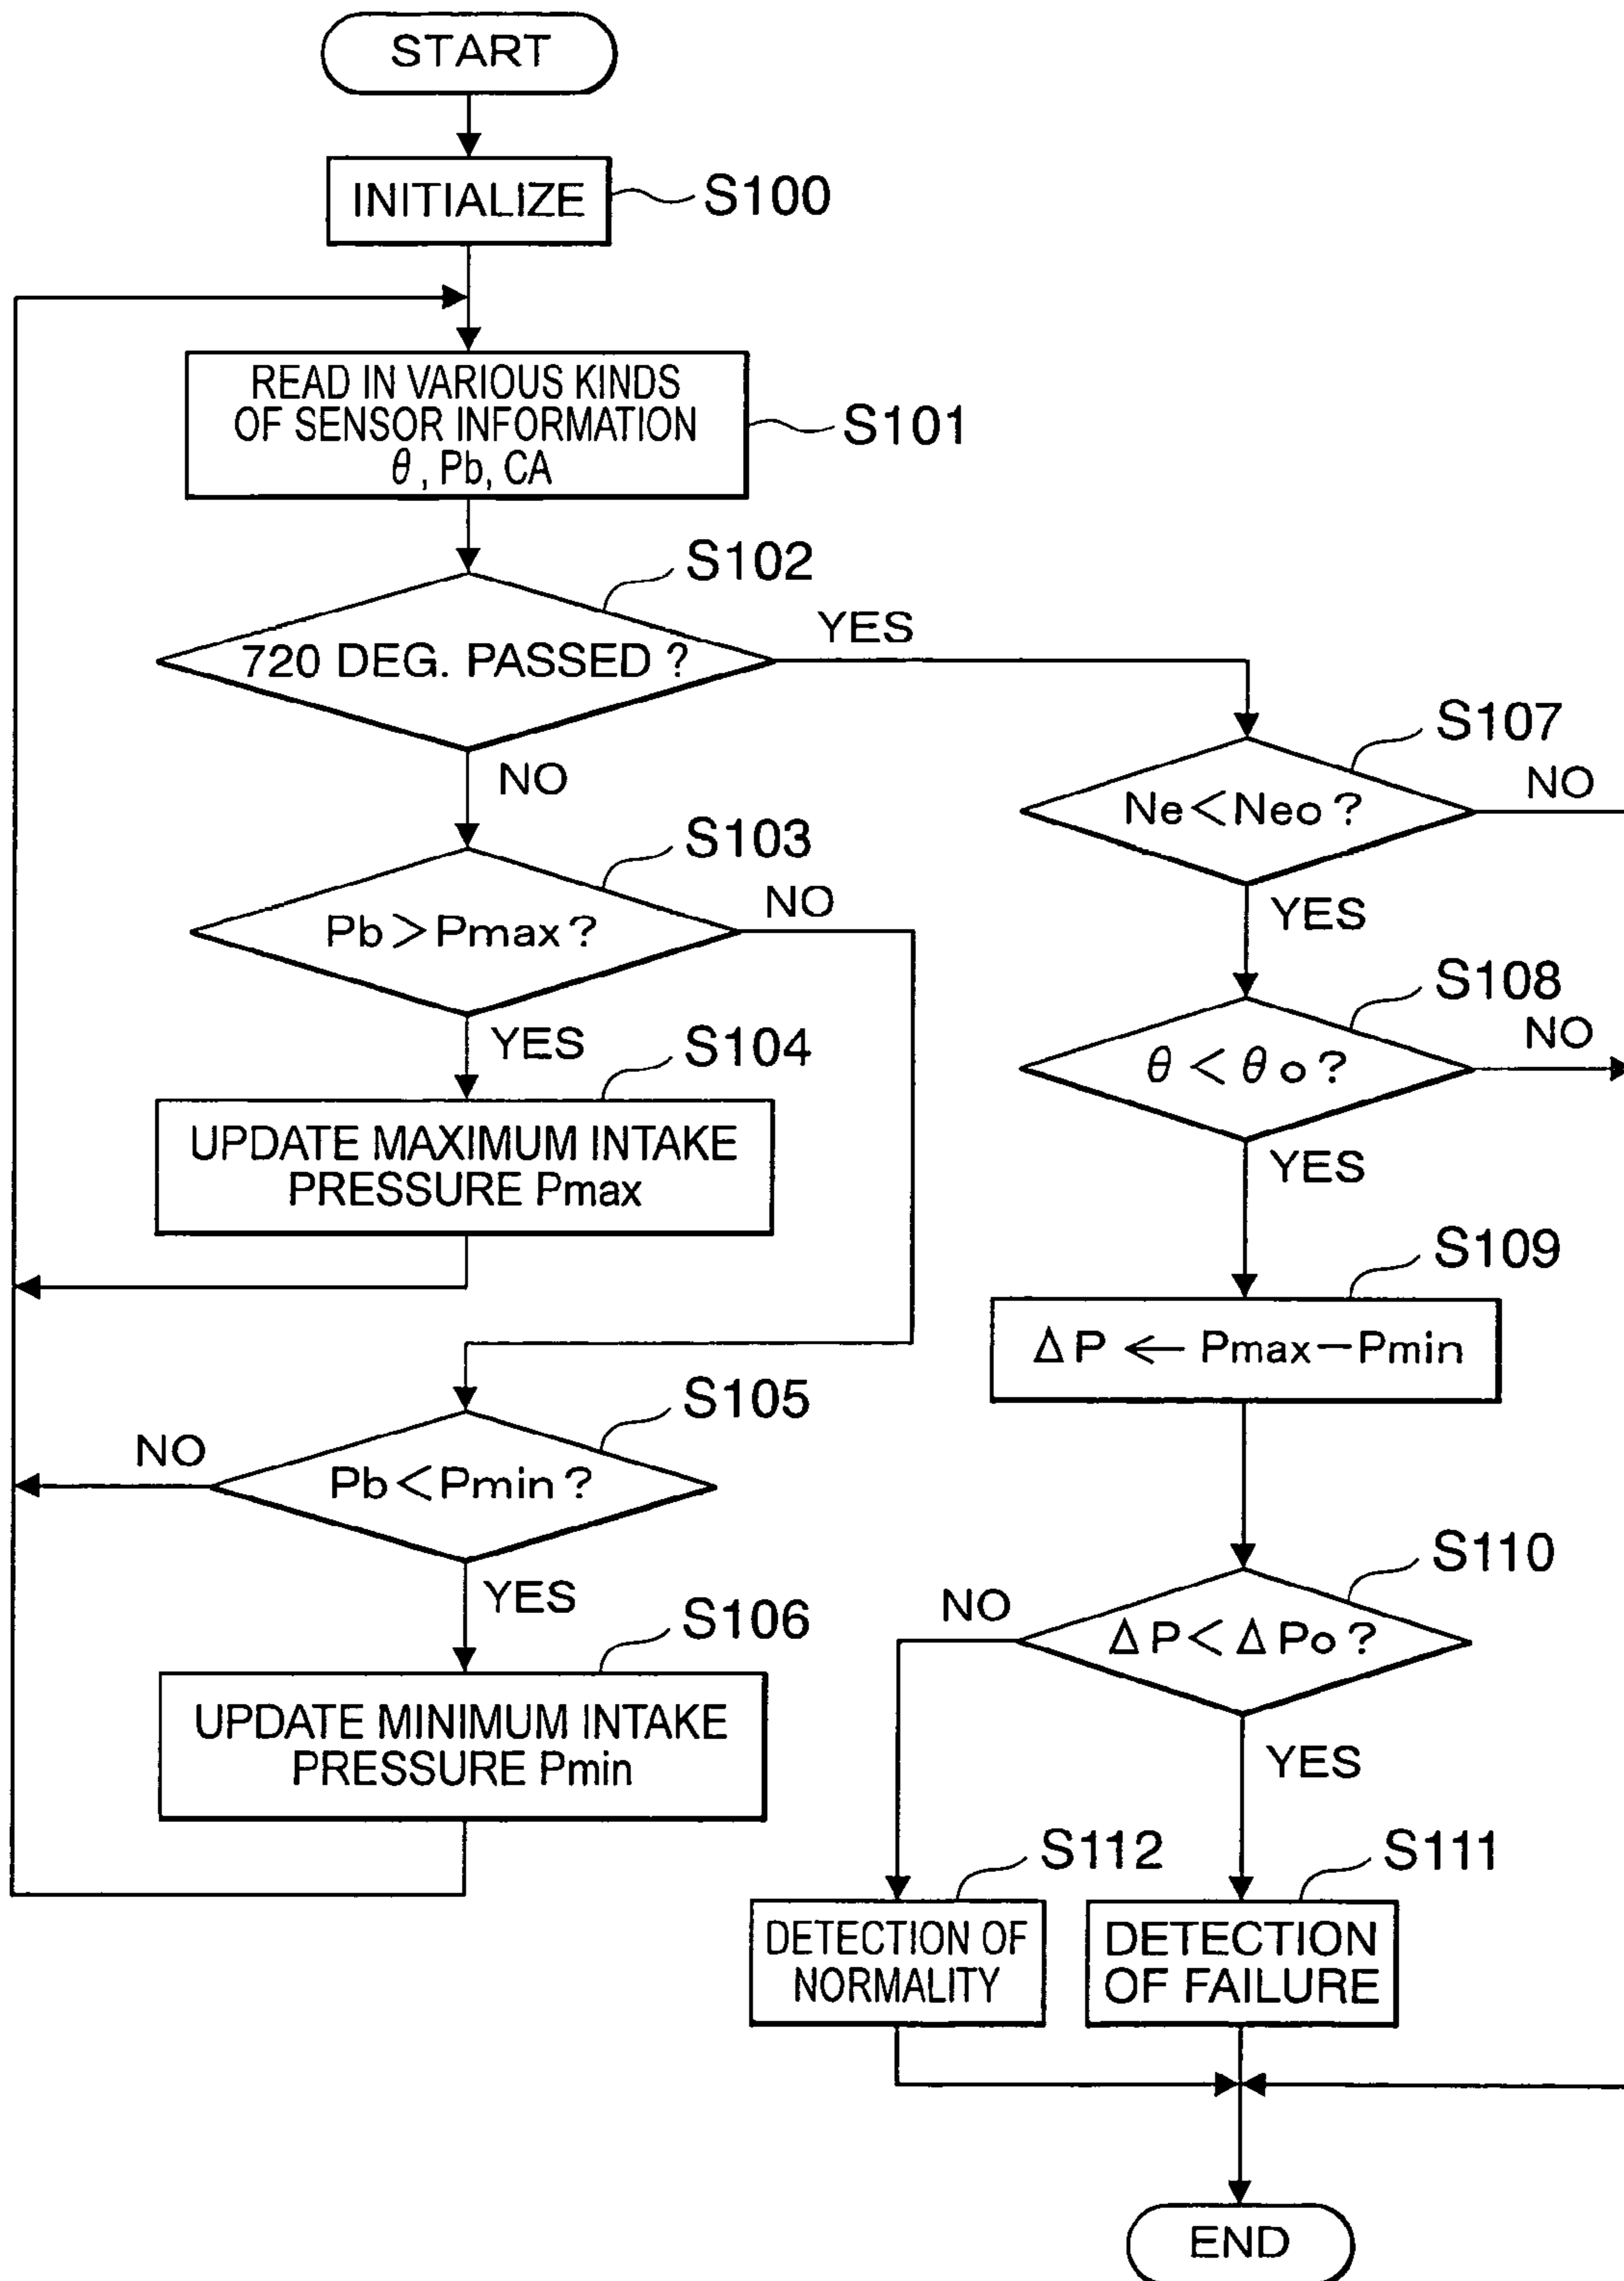 START
INITIALIZE
S100
READ IN VARIOUS KINDS
OF SENSOR INFORMATION
θ, Pb, CA
S101
S102
720 DEG. PASSED ?
YES
NO
S103
Pb > Pmax ?
NO
YES
S104
UPDATE MAXIMUM INTAKE
PRESSURE Pmax
S105
Pb < Pmin ?
NO
YES
S106
UPDATE MINIMUM INTAKE
PRESSURE Pmin
S107
Ne < Neo ?
NO
YES
S108
θ < θo ?
NO
YES
S109
ΔP ← Pmax－Pmin
S110
ΔP < ΔPo ?
NO
YES
S112
DETECTION OF
NORMALITY
S111
DETECTION
OF FAILURE
END